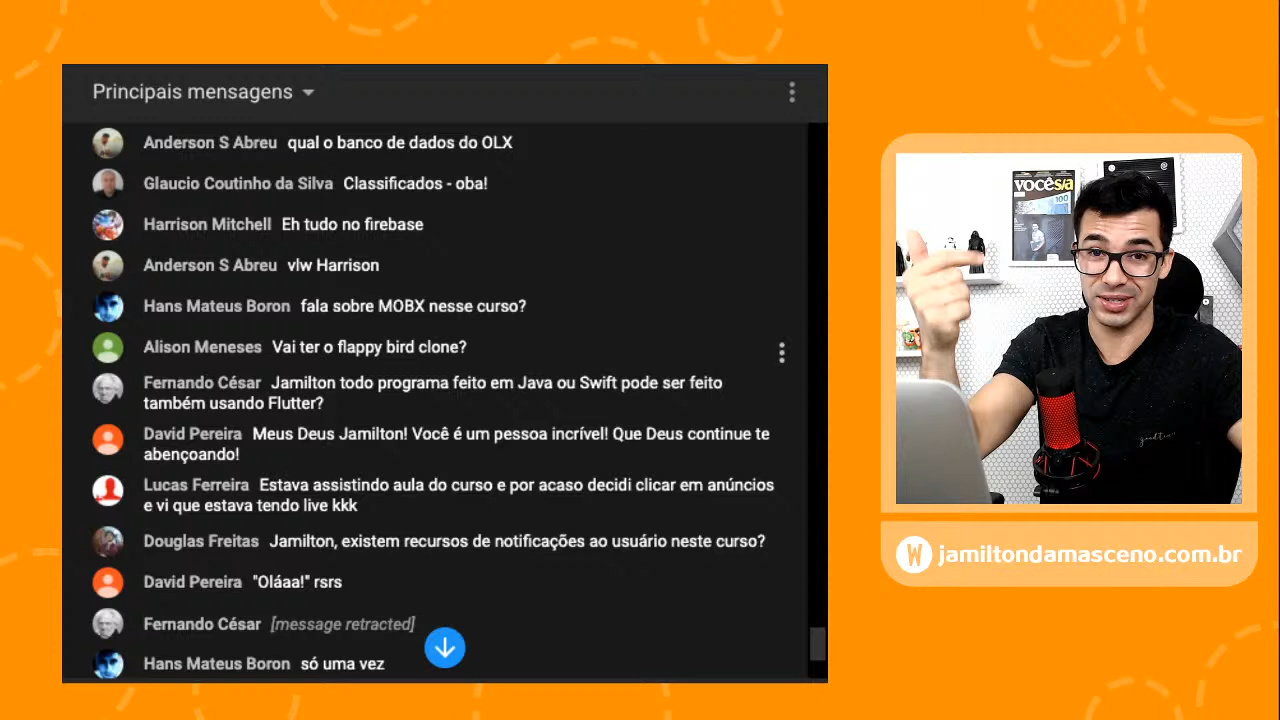 Principais mensagens
Anderson S Abreu qual o banco de dados do OLX
Glaucio Coutinho da Silva Classificados - oba!
Harrison Mitchell Eh tudo no firebase
Anderson S Abreu vlw Harrison
Hans Mateus Boron fala sobre MOBX nesse curso?
Alison Meneses Vai ter o flappy bird clone?
Fernando César Jamilton todo programa feito em Java ou Swift pode ser feito
também usando Flutter?
David Pereira Meus Deus Jamilton! Você é um pessoa incrível! Que Deus continue te
abençoando!
Lucas Ferreira Estava assistindo aula do curso e por acaso decidi clicar em anúncios
e vi que estava tendo live kkk
Douglas Freitas Jamilton, existem recursos de notificações ao usuário neste curso?
David Pereira "Oláaa!" rsrs
Fernando César [message retracted]
Hans Mateus Boron só uma vez
VOCÊ s/a
100
W jamiltondamasceno.com.br